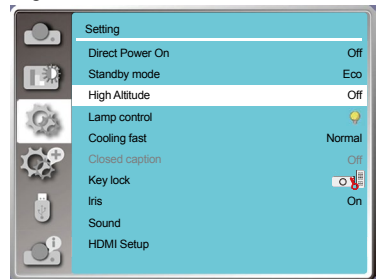 Setting
Direct Power On Off
Standby mode Eco
High Altitude Off
Lamp control
Cooling fast Normal
Closed caption Off
Key lock
Iris On
Sound
HDMI Setup